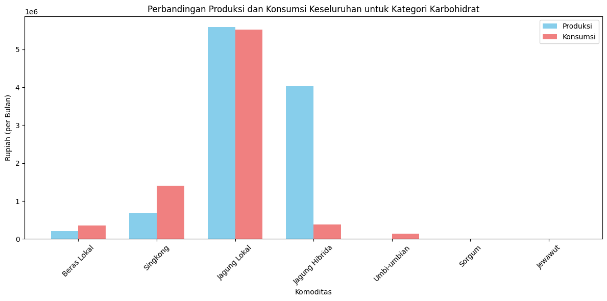 Perbandingan Produksi dan Konsumsi Keseluruhan untuk Kategori Karbohidrat
1e6
Produksi
Konsumsi
5
4
3
2
1
0
Rupiah (per Bulan)
Beras Lokal
Singkong
Jagung Lokal
Jagung Hibrida
Umbi-umbian
Sorgum
Jewawut
Komoditas